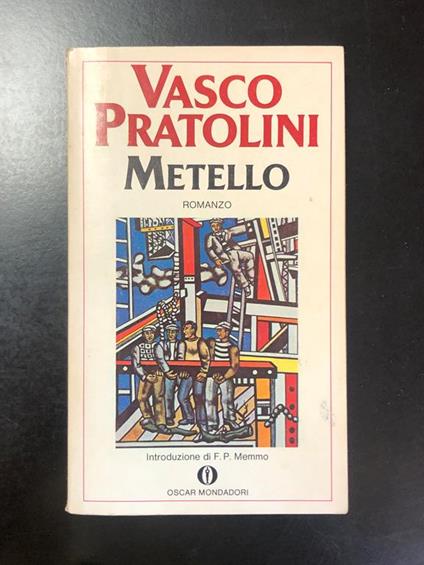 VASCO
PRATOLINI
METELLO
ROMANZO
Introduzione di F. P. Memmo
OSCAR MONDADORI